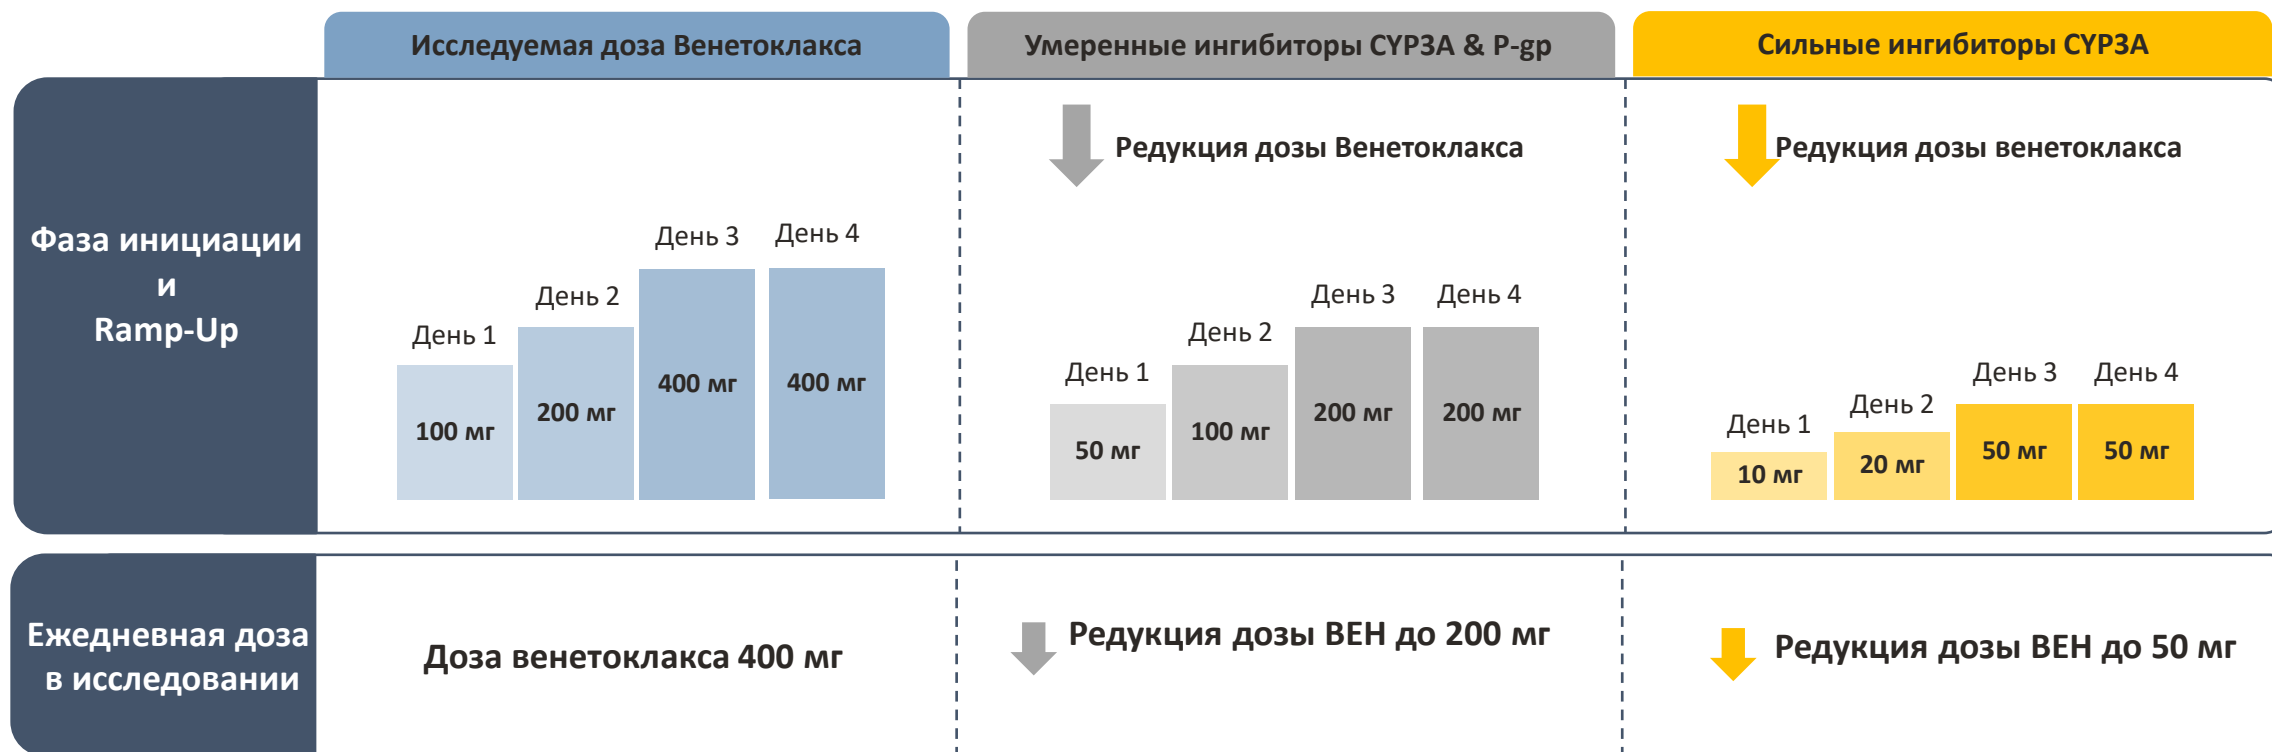 Исследуемая доза Венетоклакса
Умеренные ингибиторы CYP3A & P-gp
Сильные ингибиторы CYP3A
Фаза инициации
и
Ramp-Up
День 1
100 мг
День 2
200 мг
День 3
400 мг
День 4
400 мг
Редукция дозы Венетоклакса
День 1
50 мг
День 2
100 мг
День 3
200 мг
День 4
200 мг
Редукция дозы венетоклакса
День 1
10 мг
День 2
20 мг
День 3
50 мг
День 4
50 мг
Ежедневная доза
в исследовании
Доза венетоклакса 400 мг
Редукция дозы ВЕН до 200 мг
Редукция дозы ВЕН до 50 мг